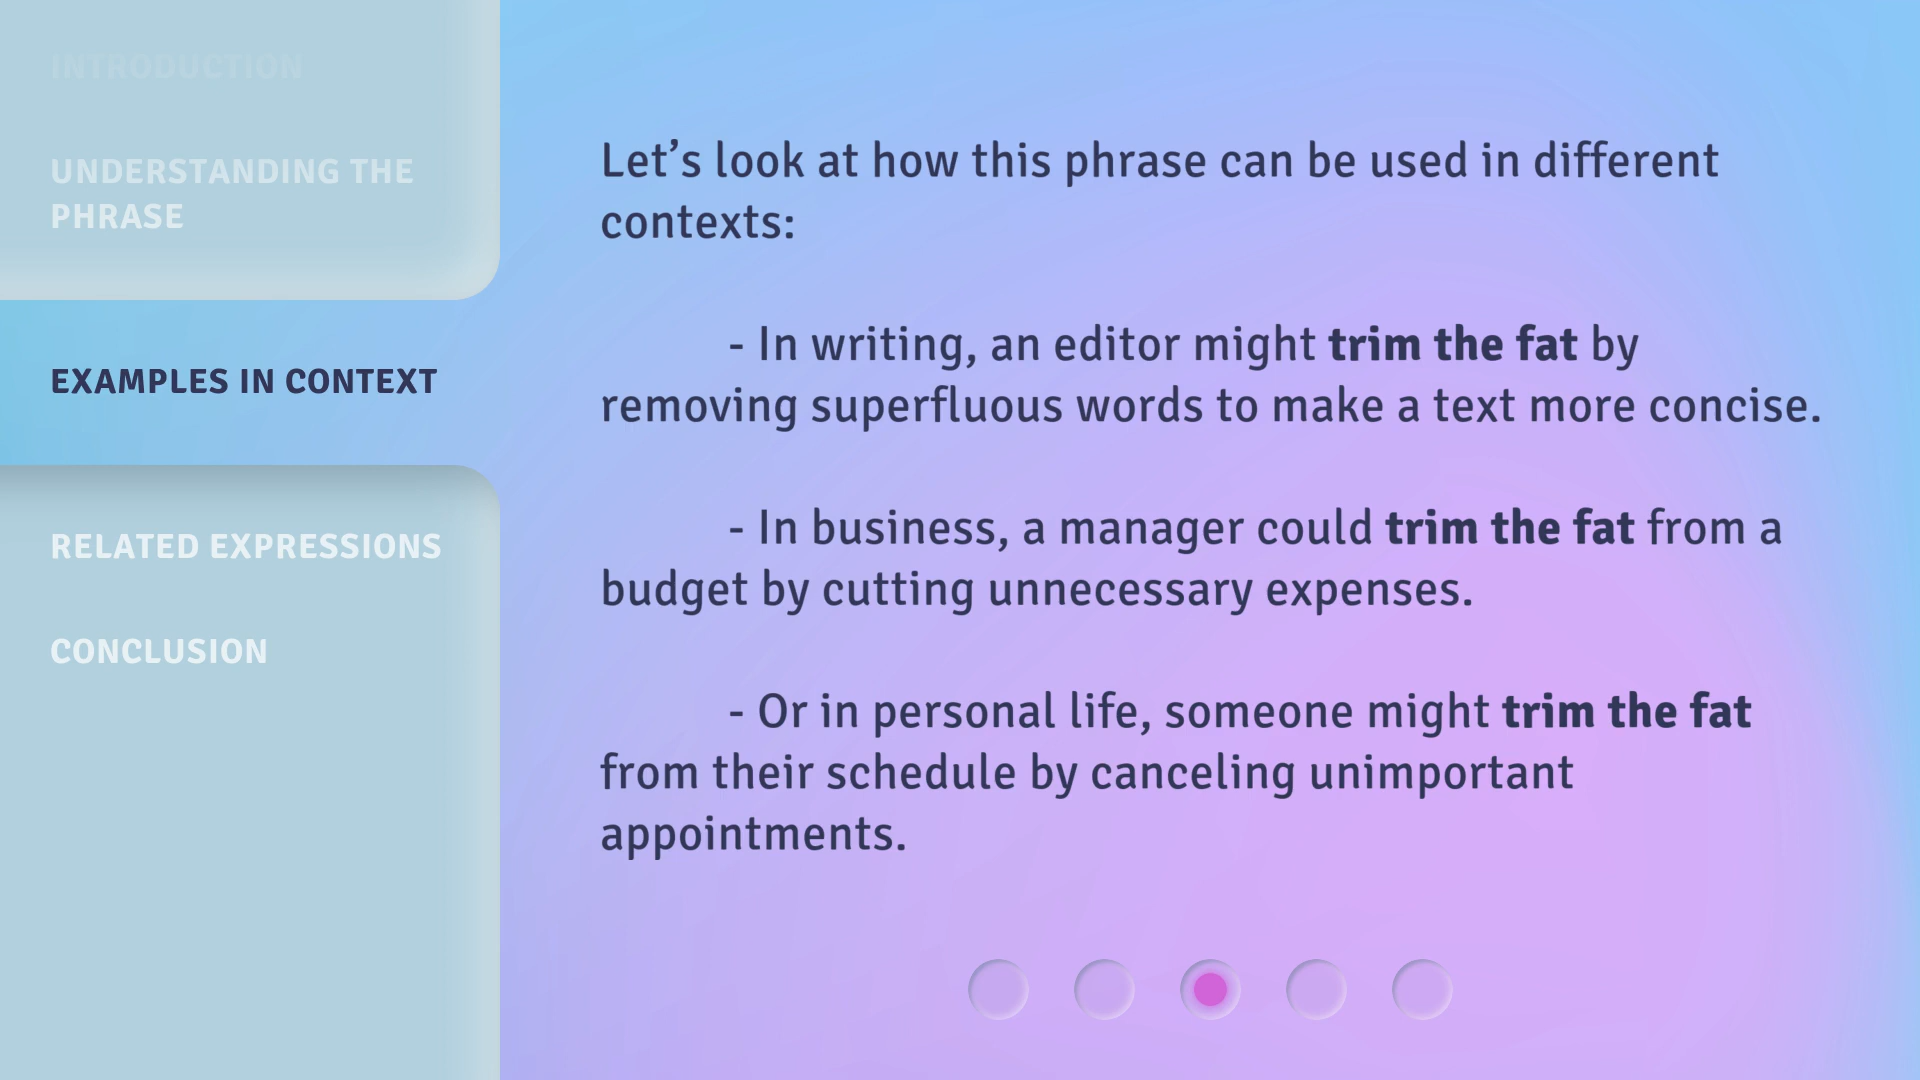 INTRODUCTION
UNDERSTANDING THE
PHRASE
EXAMPLES IN CONTEXT
RELATED EXPRESSIONS
CONCLUSION
Let’s look at how this phrase can be used in different
contexts:
- In writing, an editor might trim the fat by
removing superfluous words to make a text more concise.
- In business, a manager could trim the fat from a
budget by cutting unnecessary expenses.
- Or in personal life, someone might trim the fat
from their schedule by canceling unimportant
appointments.